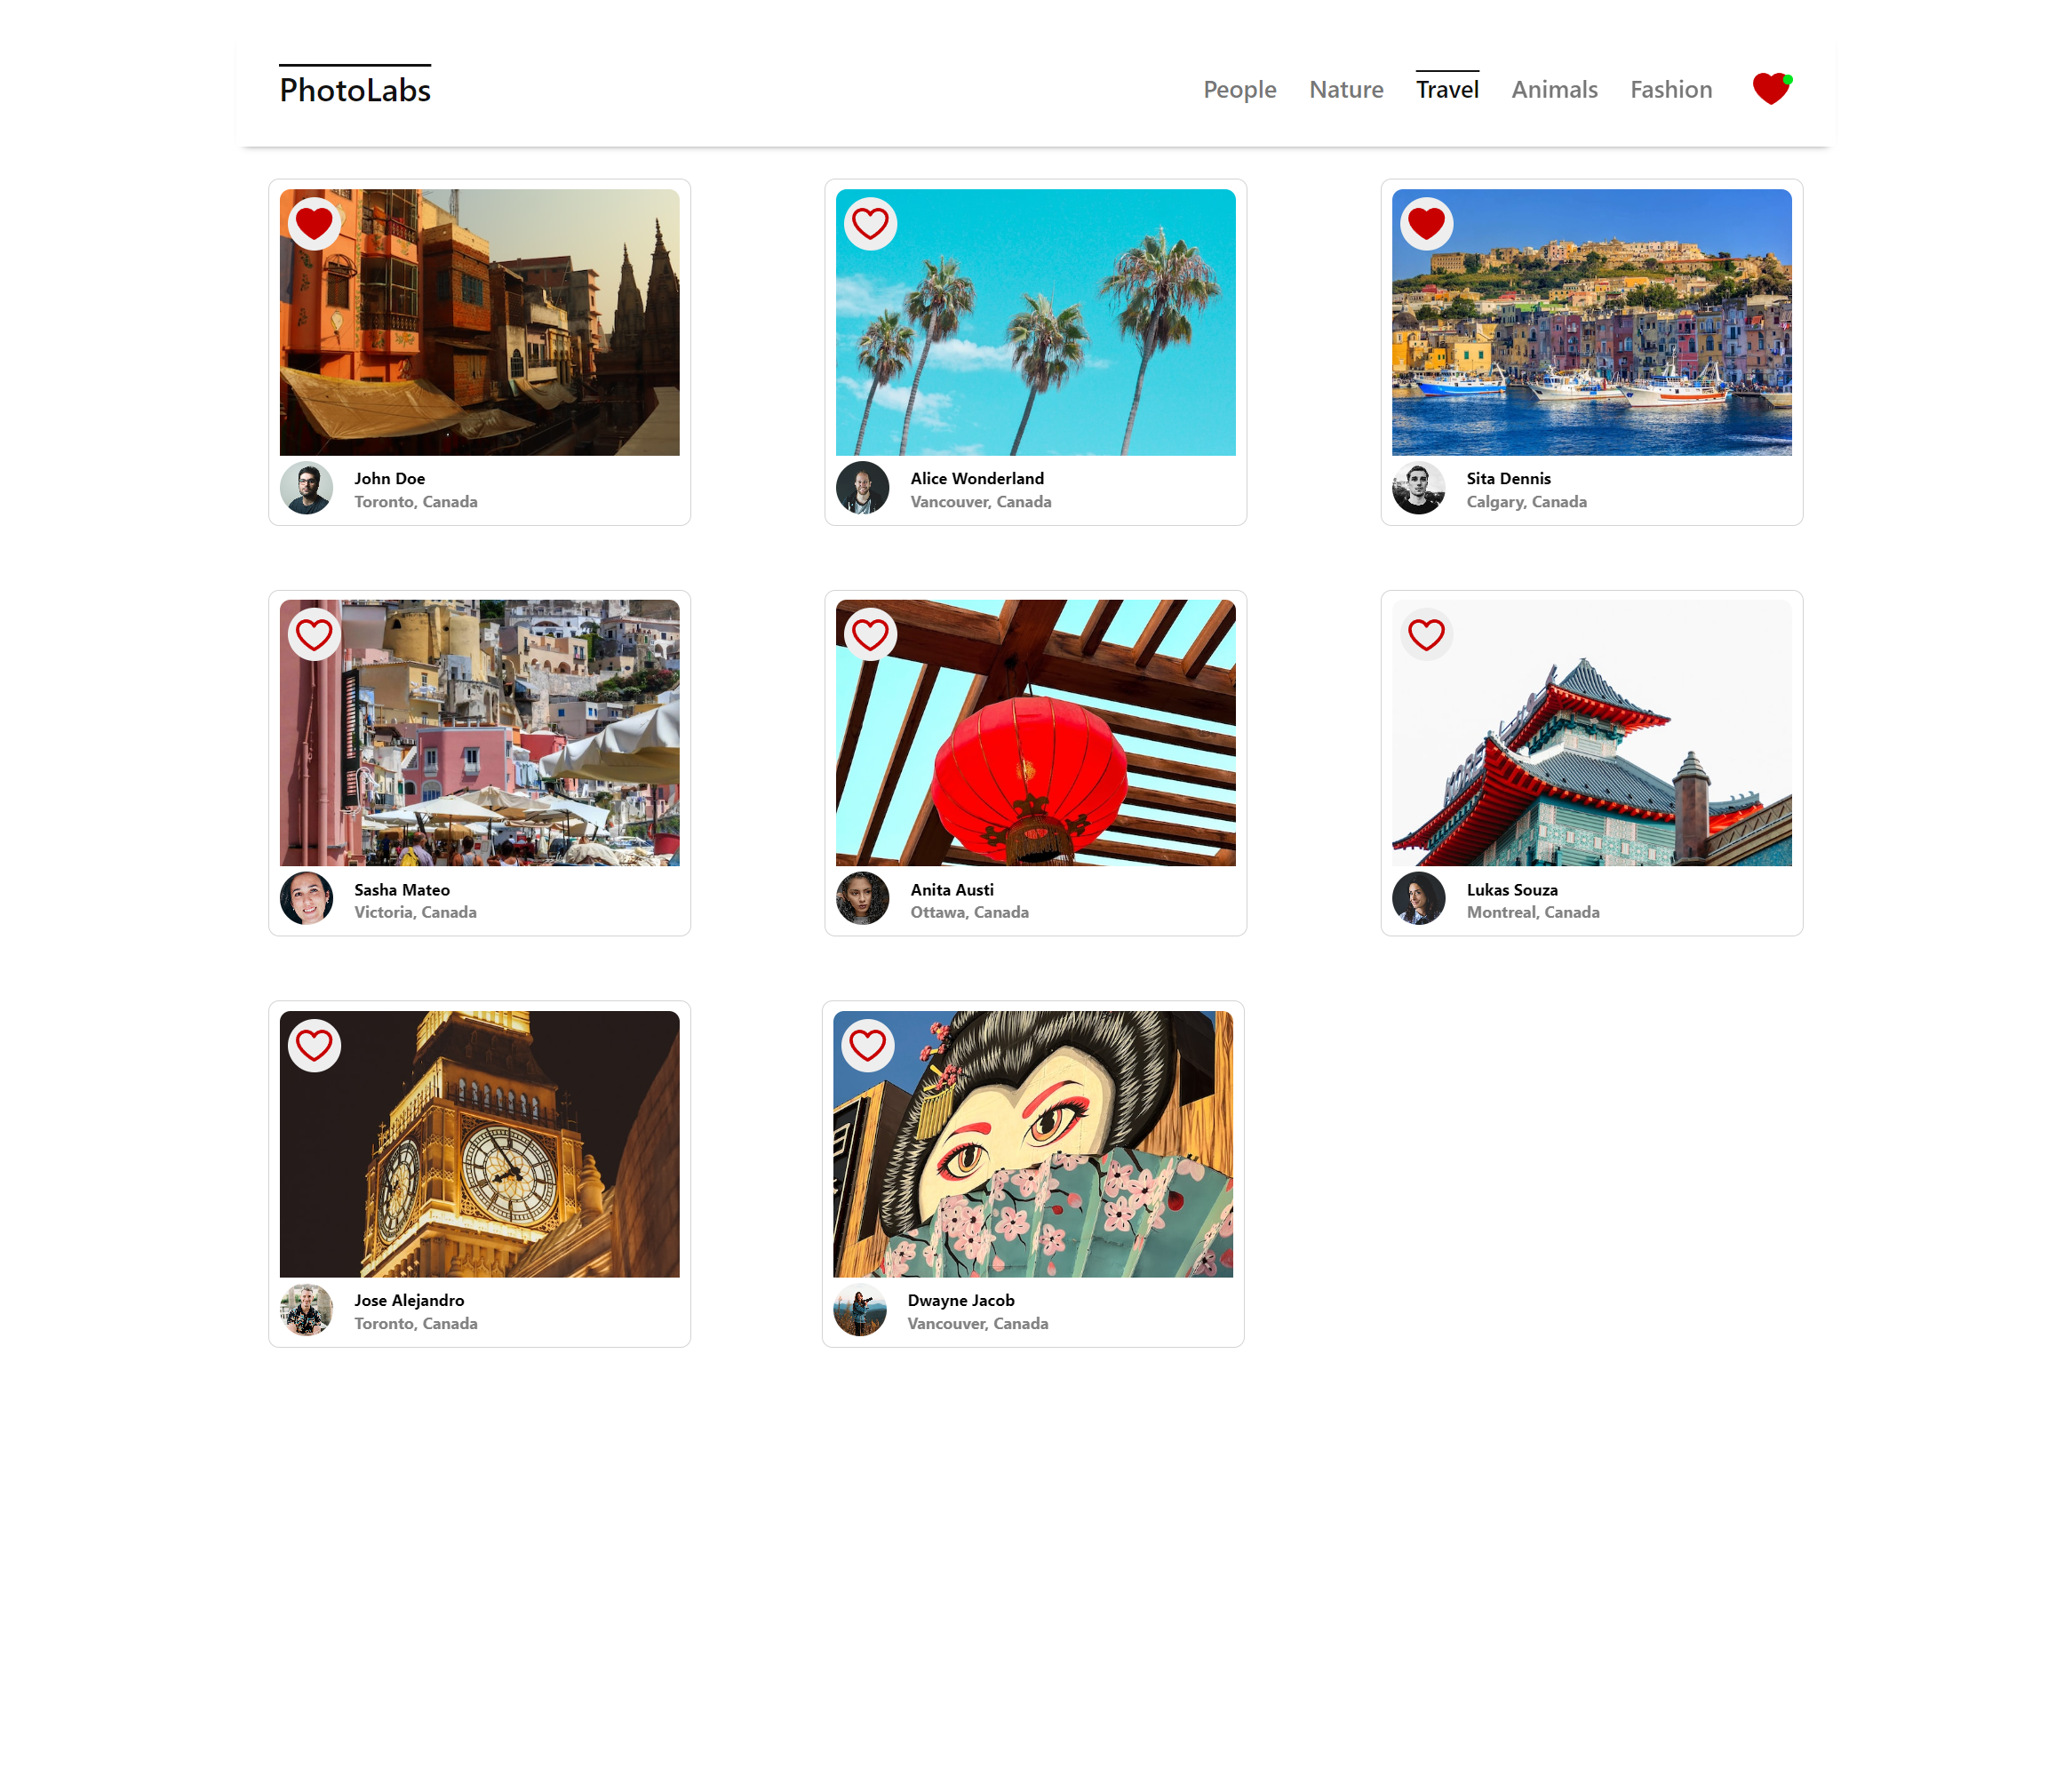 PhotoLabs
People
Nature
Travel
Animals
Fashion
John Doe
Toronto, Canada
Alice Wonderland
Vancouver, Canada
Sita Dennis
Calgary, Canada
Sasha Mateo
Victoria, Canada
Anita Austi
Ottawa, Canada
Lukas Souza
Montreal, Canada
Jose Alejandro
Toronto, Canada
Dwayne Jacob
Vancouver, Canada